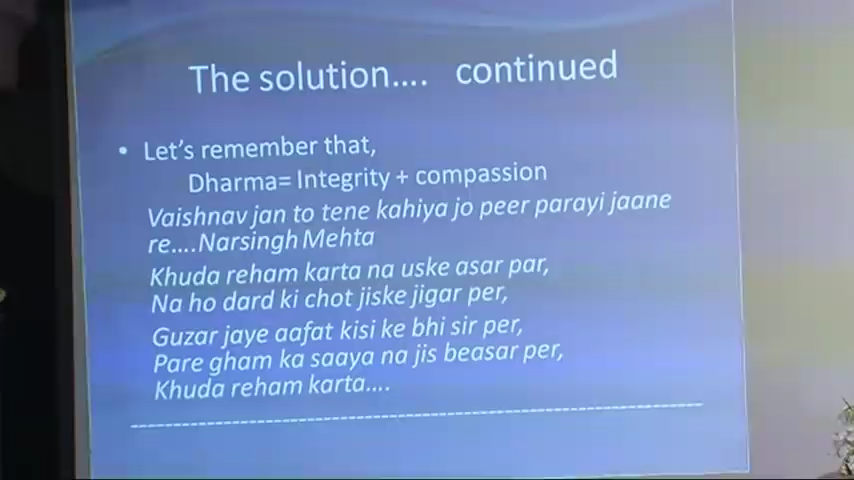 The solution.... continued
• Let's remember that,
Dharma= Integrity + compassion
Vaishnav jan to tene kahiya jo peer parayi jaane
re....Narsingh Mehta
Khuda reham karta na uske asar par,
Na ho dard ki chot jiske jigar per,
Guzar jaye aafat kisi ke bhi sir per,
Pare gham ka saaya na jis beasar per,
Khuda reham karta....